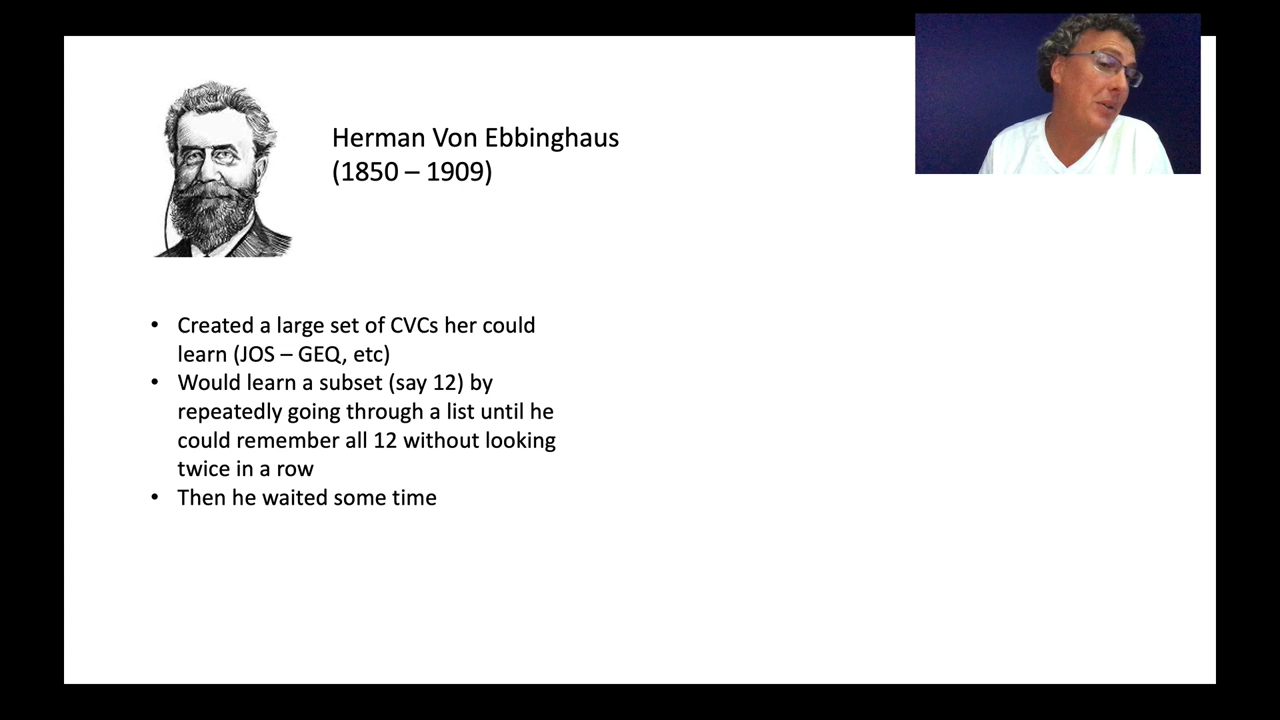 Herman Von Ebbinghaus
(1850 – 1909)
• Created a large set of CVCs her could
learn (JOS – GEQ, etc)
• Would learn a subset (say 12) by
repeatedly going through a list until he
could remember all 12 without looking
twice in a row
• Then he waited some time